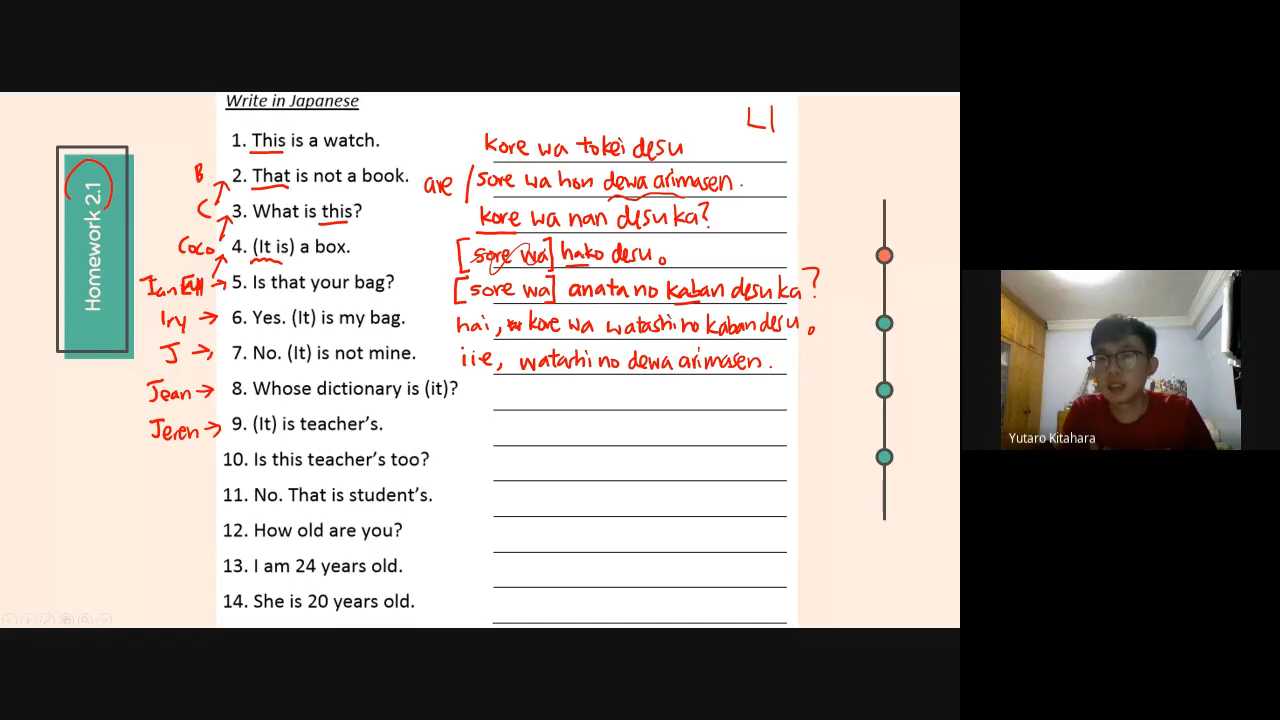 Write in Japanese
L1
Homework 2.1
1. This is a watch. kore wa tokei desu
B 2. That is not a book. are / sore wa hon dewa arimasen.
C 3. What is this? kore wa nan desu ka?
Coco 4. (It is) a box. [sore wa] hako desu.
Ian 5. Is that your bag? [sore wa] anata no kaban desu ka?
Iry 6. Yes. (It) is my bag. hai, kore wa watashi no kaban desu.
J 7. No. (It) is not mine. iie, watashi no dewa arimasen.
Jean 8. Whose dictionary is (it)?
Jeren 9. (It) is teacher's.
10. Is this teacher's too?
11. No. That is student's.
12. How old are you?
13. I am 24 years old.
14. She is 20 years old.
Yutaro Kitahara